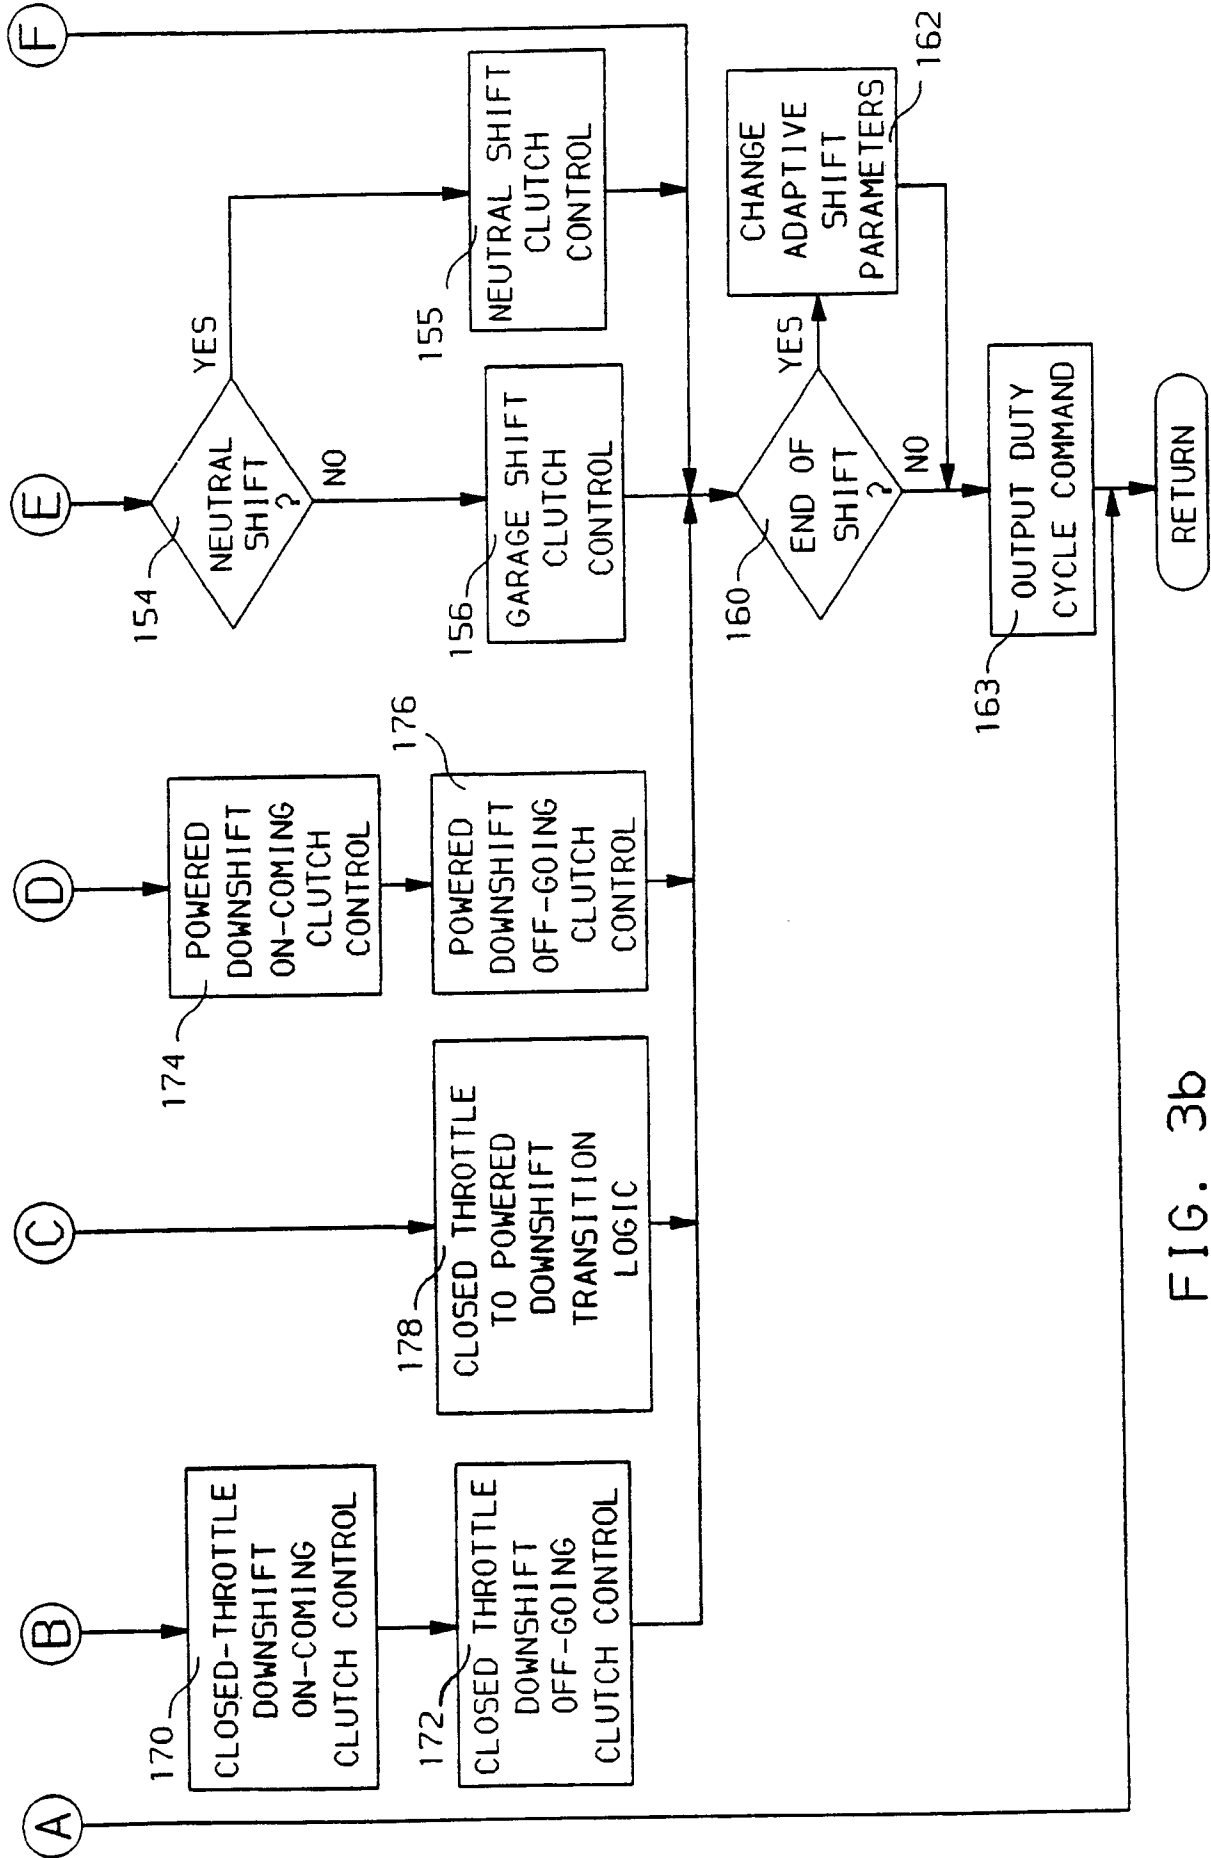 A
B
C
D
E
F
170
CLOSED-THROTTLE
DOWNSHIFT
ON-COMING
CLUTCH CONTROL
172
CLOSED THROTTLE
DOWNSHIFT
OFF-GOING
CLUTCH CONTROL
178
CLOSED THROTTLE
TO POWERED
DOWNSHIFT
TRANSITION
LOGIC
174
POWERED
DOWNSHIFT
ON-COMING
CLUTCH
CONTROL
176
POWERED
DOWNSHIFT
OFF-GOING
CLUTCH
CONTROL
154
NEUTRAL
SHIFT
?
YES
NO
156
GARAGE SHIFT
CLUTCH
CONTROL
155
NEUTRAL SHIFT
CLUTCH
CONTROL
160
END OF
SHIFT
?
YES
NO
CHANGE
ADAPTIVE
SHIFT
PARAMETERS
162
163
OUTPUT DUTY
CYCLE COMMAND
RETURN
FIG. 3b